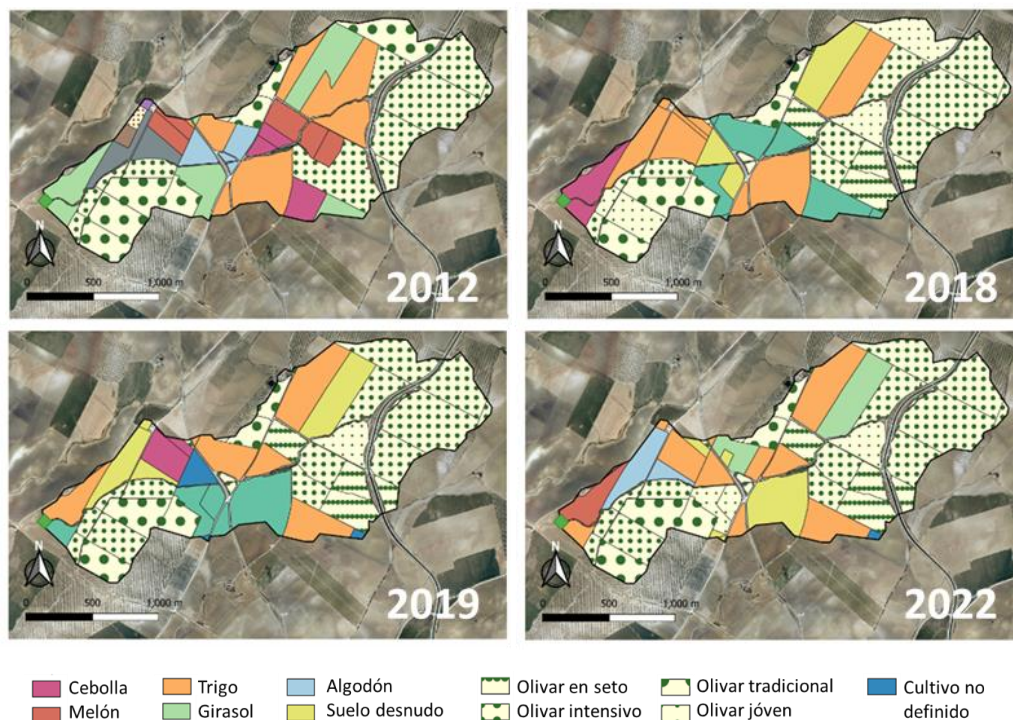 N
0 500 1,000 m
2012
N
0 500 1,000 m
2018
N
0 500 1,000 m
2019
N
0 500 1,000 m
2022
Cebolla Trigo Algodón Olivar en seto Olivar tradicional Cultivo no
Melón Girasol Suelo desnudo Olivar intensivo Olivar jóven definido